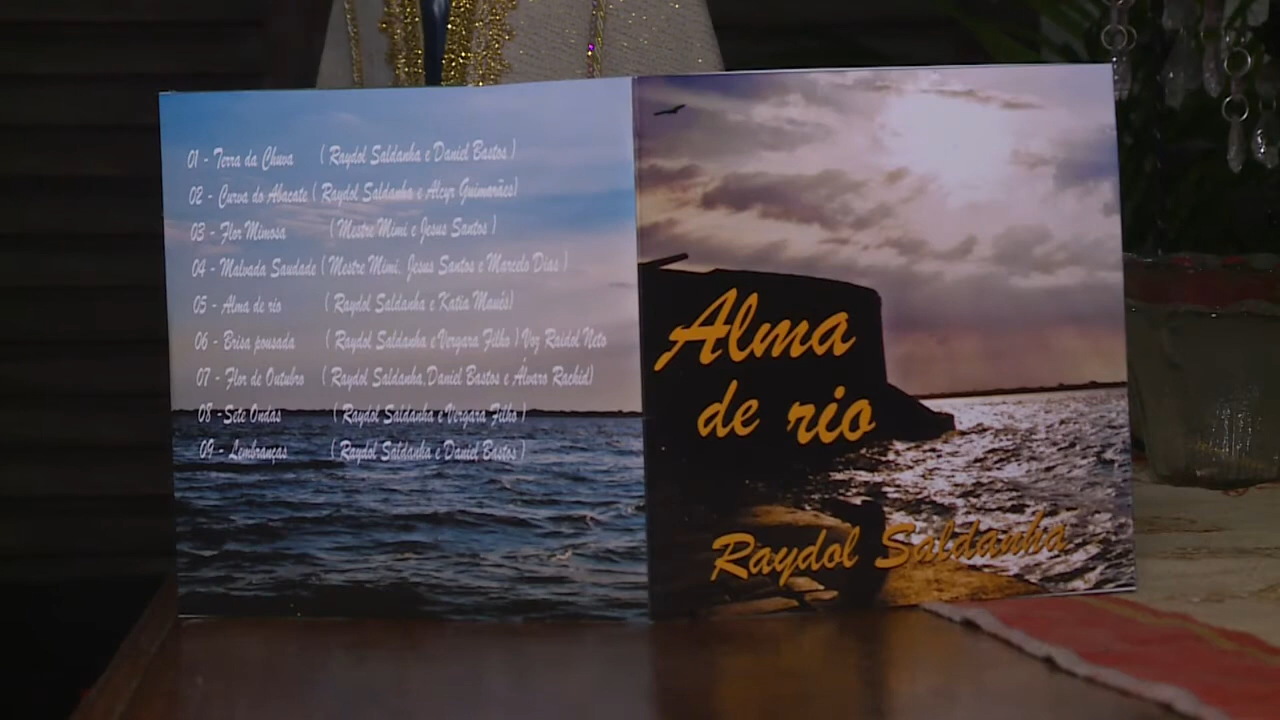 01 - Terra da Chuva ( Raydol Saldanha e Daniel Bastos )
02 - Curva do Abacate ( Raydol Saldanha e Alcyr Guimarães)
03 - Flor Mimosa ( Mestre Mimi e Jesus Santos )
04 - Malvada Saudade ( Mestre Mimi, Jesus Santos e Marcelo Dias )
05 - Alma de rio ( Raydol Saldanha e Katia Maués)
06 - Brisa pousada ( Raydol Saldanha e Vergara Filho ) Voz Raidol Neto
07 - Flor de Outubro ( Raydol Saldanha,Daniel Bastos e Álvaro Rachid)
08 -Sete Ondas ( Raydol Saldanha e Vergara Filho )
09 - Lembranças ( Raydol Saldanha e Daniel Bastos )
Alma
de rio
Raydol Saldanha